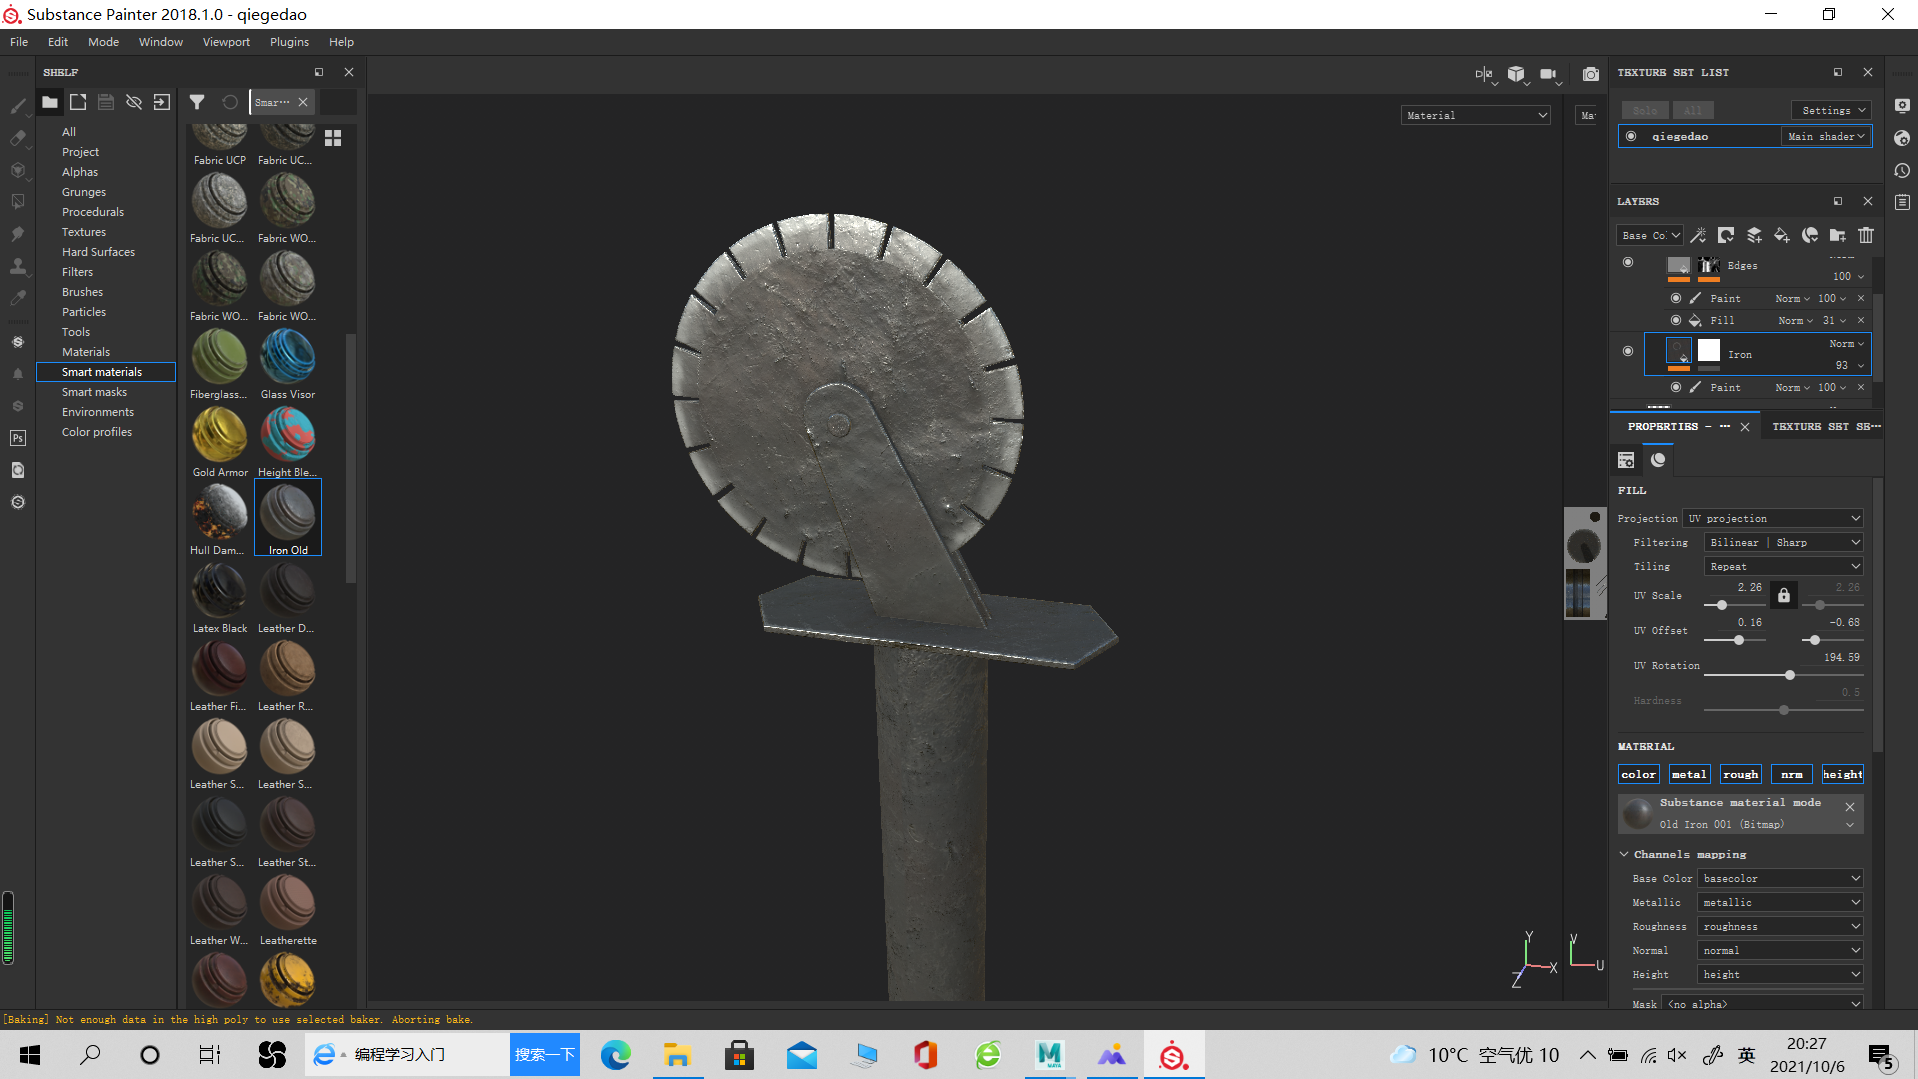 Substance Painter 2018.1.0 - qiegedao
File Edit Mode Window Viewport Plugins Help
SHELF
Smar···
All
Project
Alphas
Grunges
Procedurals
Textures
Hard Surfaces
Filters
Brushes
Particles
Tools
Materials
Smart materials
Smart masks
Environments
Color profiles
Ps
Fabric UCP Fabric UC...
Fabric UC... Fabric WO...
Fabric WO... Fabric WO...
Fiberglass... Glass Visor
Gold Armor Height Ble...
Hull Dam... Iron Old
Latex Black Leather D...
Leather Fi... Leather R...
Leather S... Leather S...
Leather S... Leather St...
Leather W... Leatherette
Material
Ma
Y
X
Z
V
U
TEXTURE SET LIST
Solo All Settings
qiegedao Main shader
LAYERS
Base Co
Edges
100
Paint Norm 100
Fill Norm 31
Iron Norm
93
Paint Norm 100
PROPERTIES - ··· TEXTURE SET SE···
FILL
Projection UV projection
Filtering Bilinear | Sharp
Tiling Repeat
UV Scale 2.26 2.26
UV Offset 0.16 -0.68
UV Rotation 194.59
Hardness 0.5
MATERIAL
color metal rough nrm height
Substance material mode
Old Iron 001 (Bitmap)
Channels mapping
Base Color basecolor
Metallic metallic
Roughness roughness
Normal normal
Height height
Mask <no alpha>
[Baking] Not enough data in the high poly to use selected baker. Aborting bake.
编程学习入门 搜索一下
MAYA
10°C 空气优 10
英
20:27
2021/10/6
5